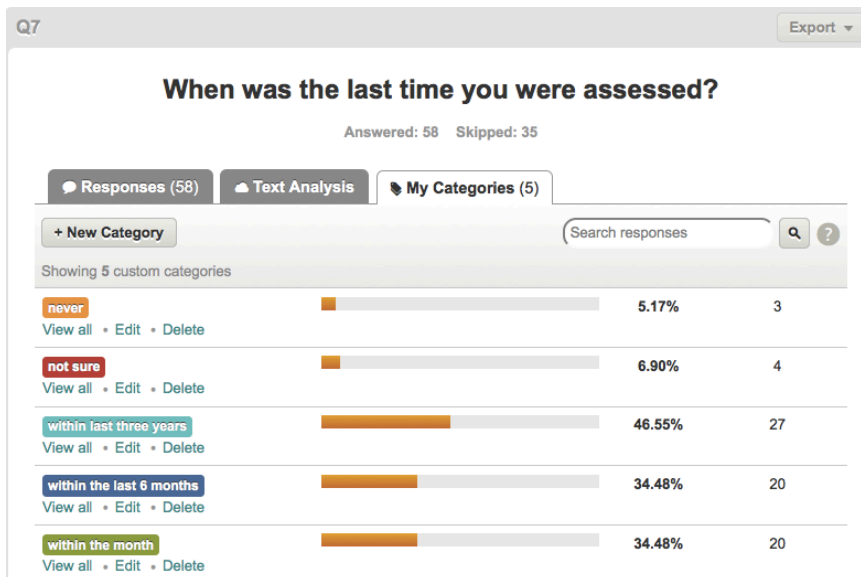 Q7 Export
When was the last time you were assessed?
Answered: 58 Skipped: 35
Responses (58) Text Analysis My Categories (5)
+ New Category Search responses ?
Showing 5 custom categories
never 5.17% 3
View all • Edit • Delete
not sure 6.90% 4
View all • Edit • Delete
within last three years 46.55% 27
View all • Edit • Delete
within the last 6 months 34.48% 20
View all • Edit • Delete
within the month 34.48% 20
View all • Edit • Delete